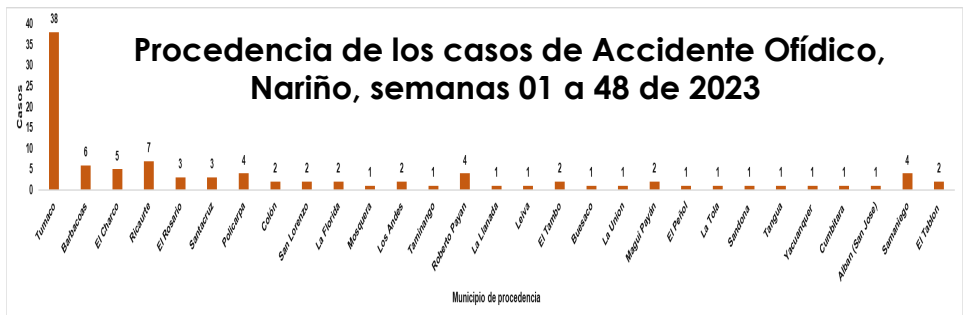 Procedencia de los casos de Accidente Ofídico,
Nariño, semanas 01 a 48 de 2023
Casos
40
35
30
25
20
15
10
5
0
38
6
5
7
3
3
4
2
2
2
1
2
1
4
1
1
2
1
1
2
1
1
1
1
1
1
1
4
2
Tumaco
Barbacoas
El Charco
Ricaurte
El Rosario
Santacruz
Policarpa
Colón
San Lorenzo
La Florida
Mosquera
Los Andes
Taminango
Roberto Payan
La Llanada
Leiva
El Tambo
Buesaco
La Union
Magui Payán
El Peñol
La Tola
Sandona
Tangua
Yacuanquer
Cumbitara
Alban (San Jose)
Samaniego
El Tablon
Municipio de procedencia